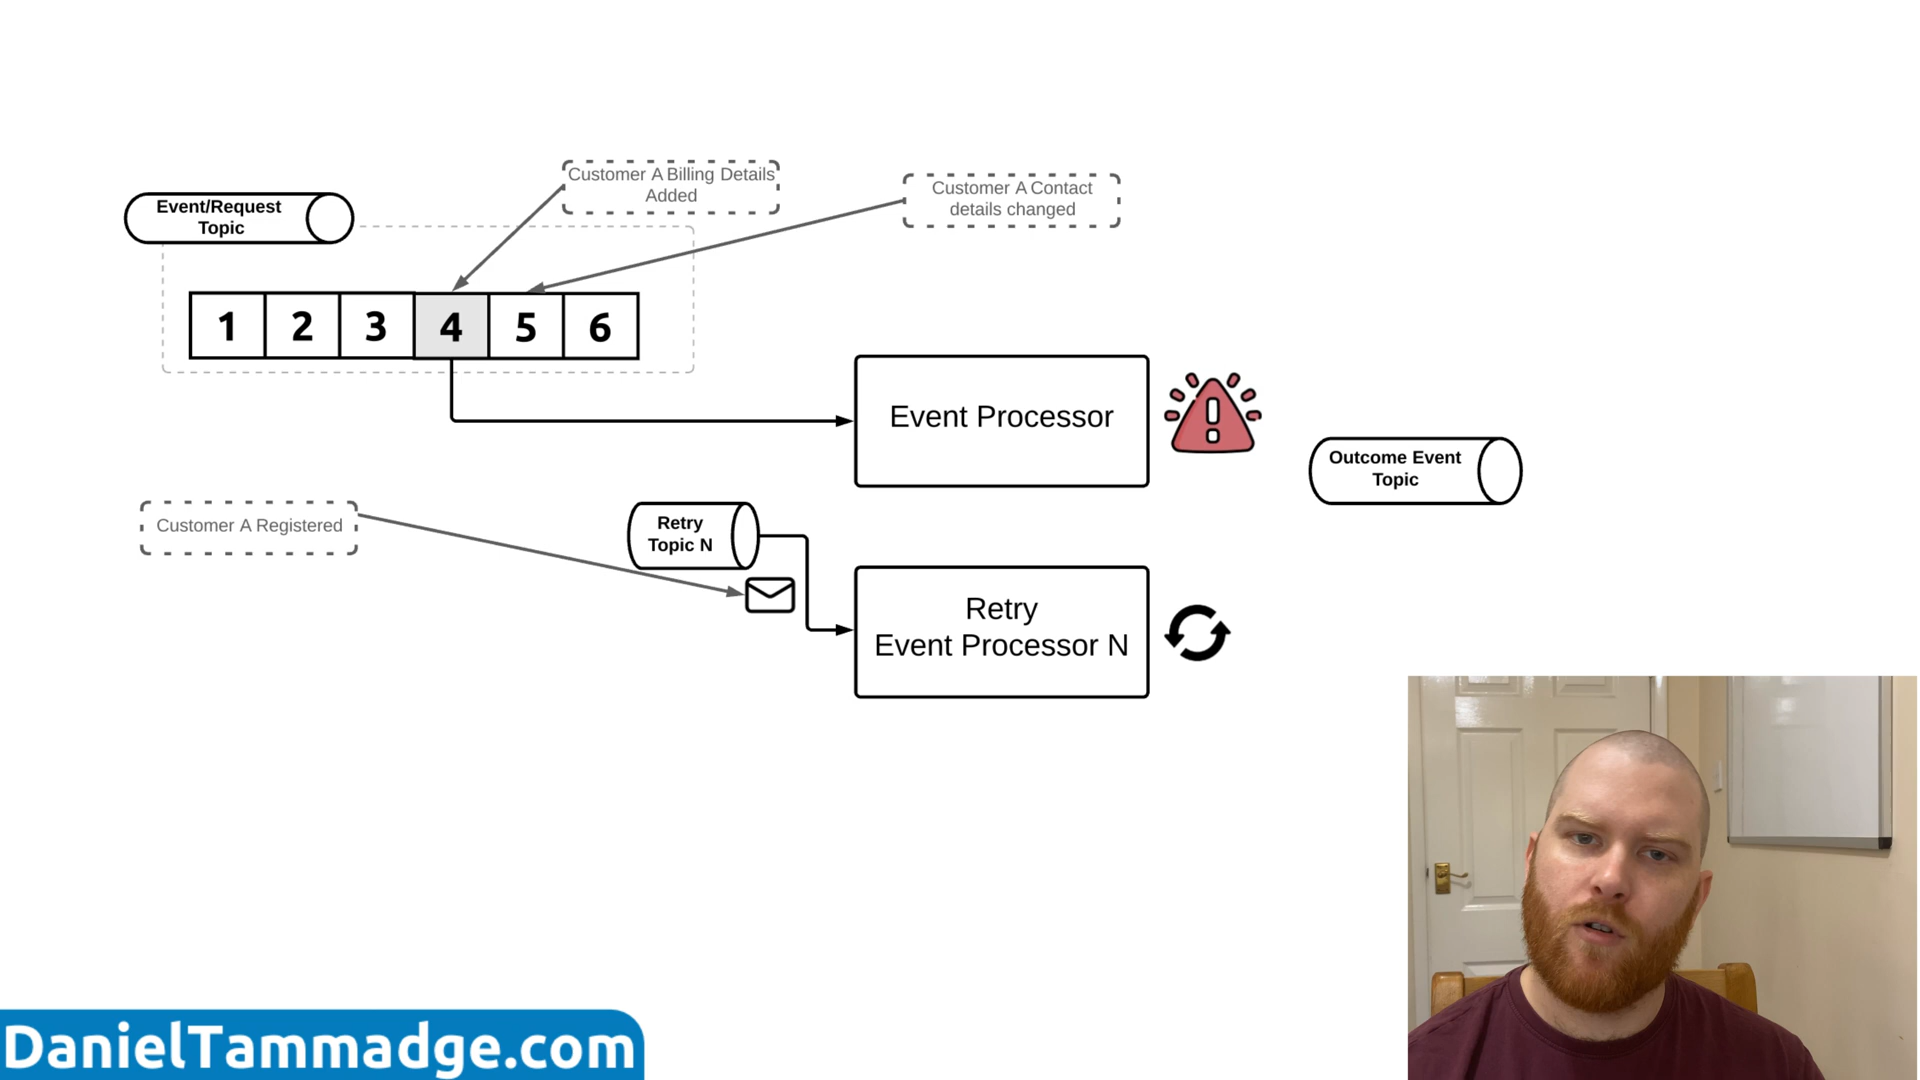 Customer A Billing Details
Added
Customer A Contact
details changed
Event/Request
Topic
1 2 3 4 5 6
Event Processor
Outcome Event
Topic
Customer A Registered
Retry
Topic N
Retry
Event Processor N
DanielTammadge.com